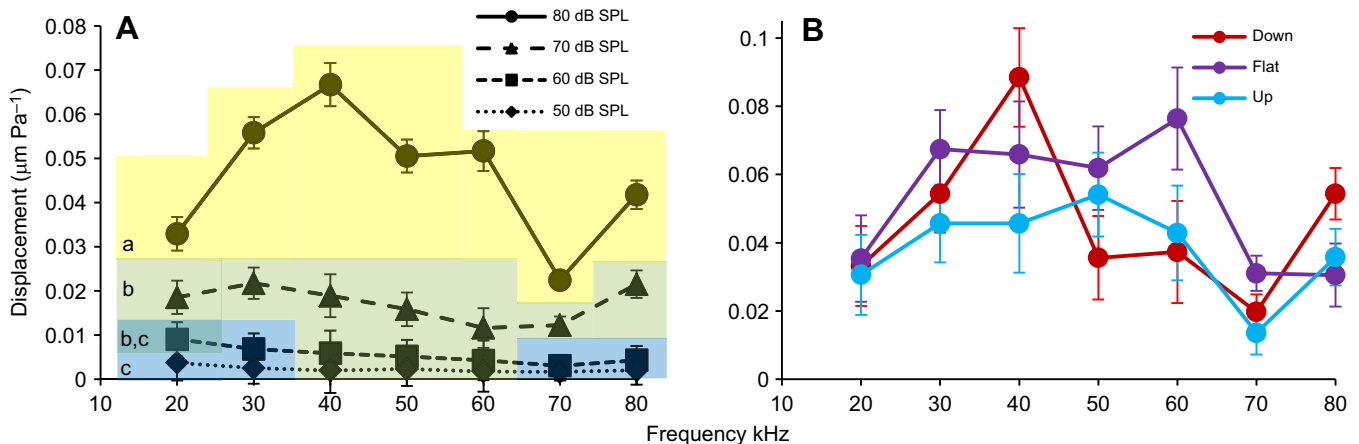 A
80 dB SPL
70 dB SPL
60 dB SPL
50 dB SPL
Displacement (μm Pa⁻¹)
0.08
0.07
0.06
0.05
0.04
0.03
0.02
0.01
0
a
b
b,c
c
10 20 30 40 50 60 70 80
B
Down
Flat
Up
0.1
0.08
0.06
0.04
0.02
0
10 20 30 40 50 60 70 80
Frequency kHz